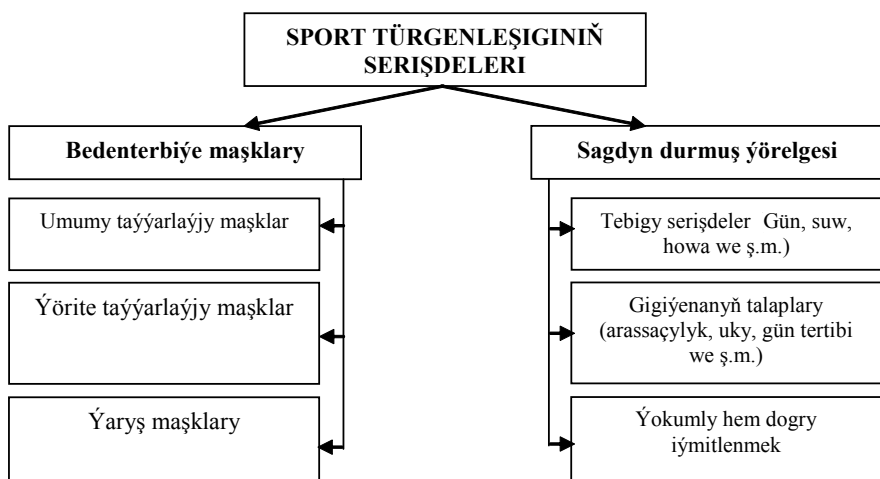 SPORT TÜRGENLEŞIGINIŇ
SERIŞDELERI
Bedenterbiýe maşklary
Umumy taýýarlaýjy maşklar
Ýörite taýýarlaýjy maşklar
Ýaryş maşklary
Sagdyn durmuş ýörelgesi
Tebigy serişdeler Gün, suw,
howa we ş.m.)
Gigiýenanyň talaplary
(arassaçylyk, uky, gün tertibi
we ş.m.)
Ýokumly hem dogry
iýmitlenmek